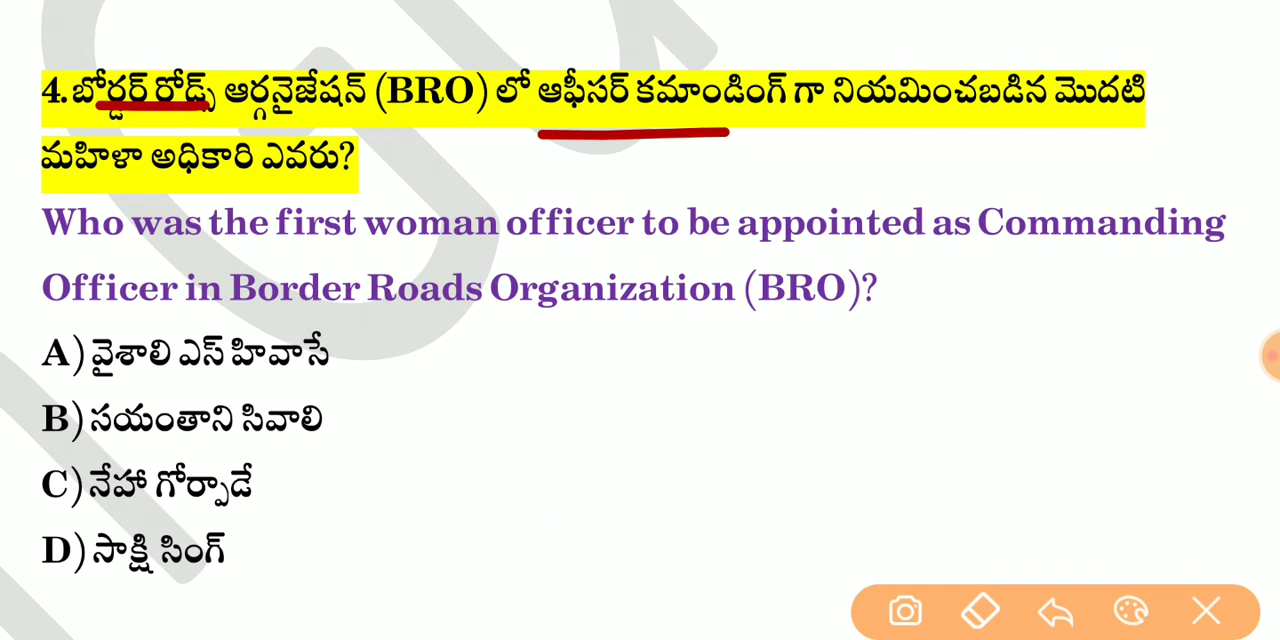 4. బోర్డర్ రోడ్స్ ఆర్గనైజేషన్ (BRO) లో ఆఫీసర్ కమాండింగ్ గా నియమించబడిన మొదటి
మహిళా అధికారి ఎవరు?
Who was the first woman officer to be appointed as Commanding
Officer in Border Roads Organization (BRO)?
A) వైశాలి ఎస్ హివాసే
B) సయంతాని సివాలి
C) నేహా గోర్పాడే
D) సాక్షి సింగ్